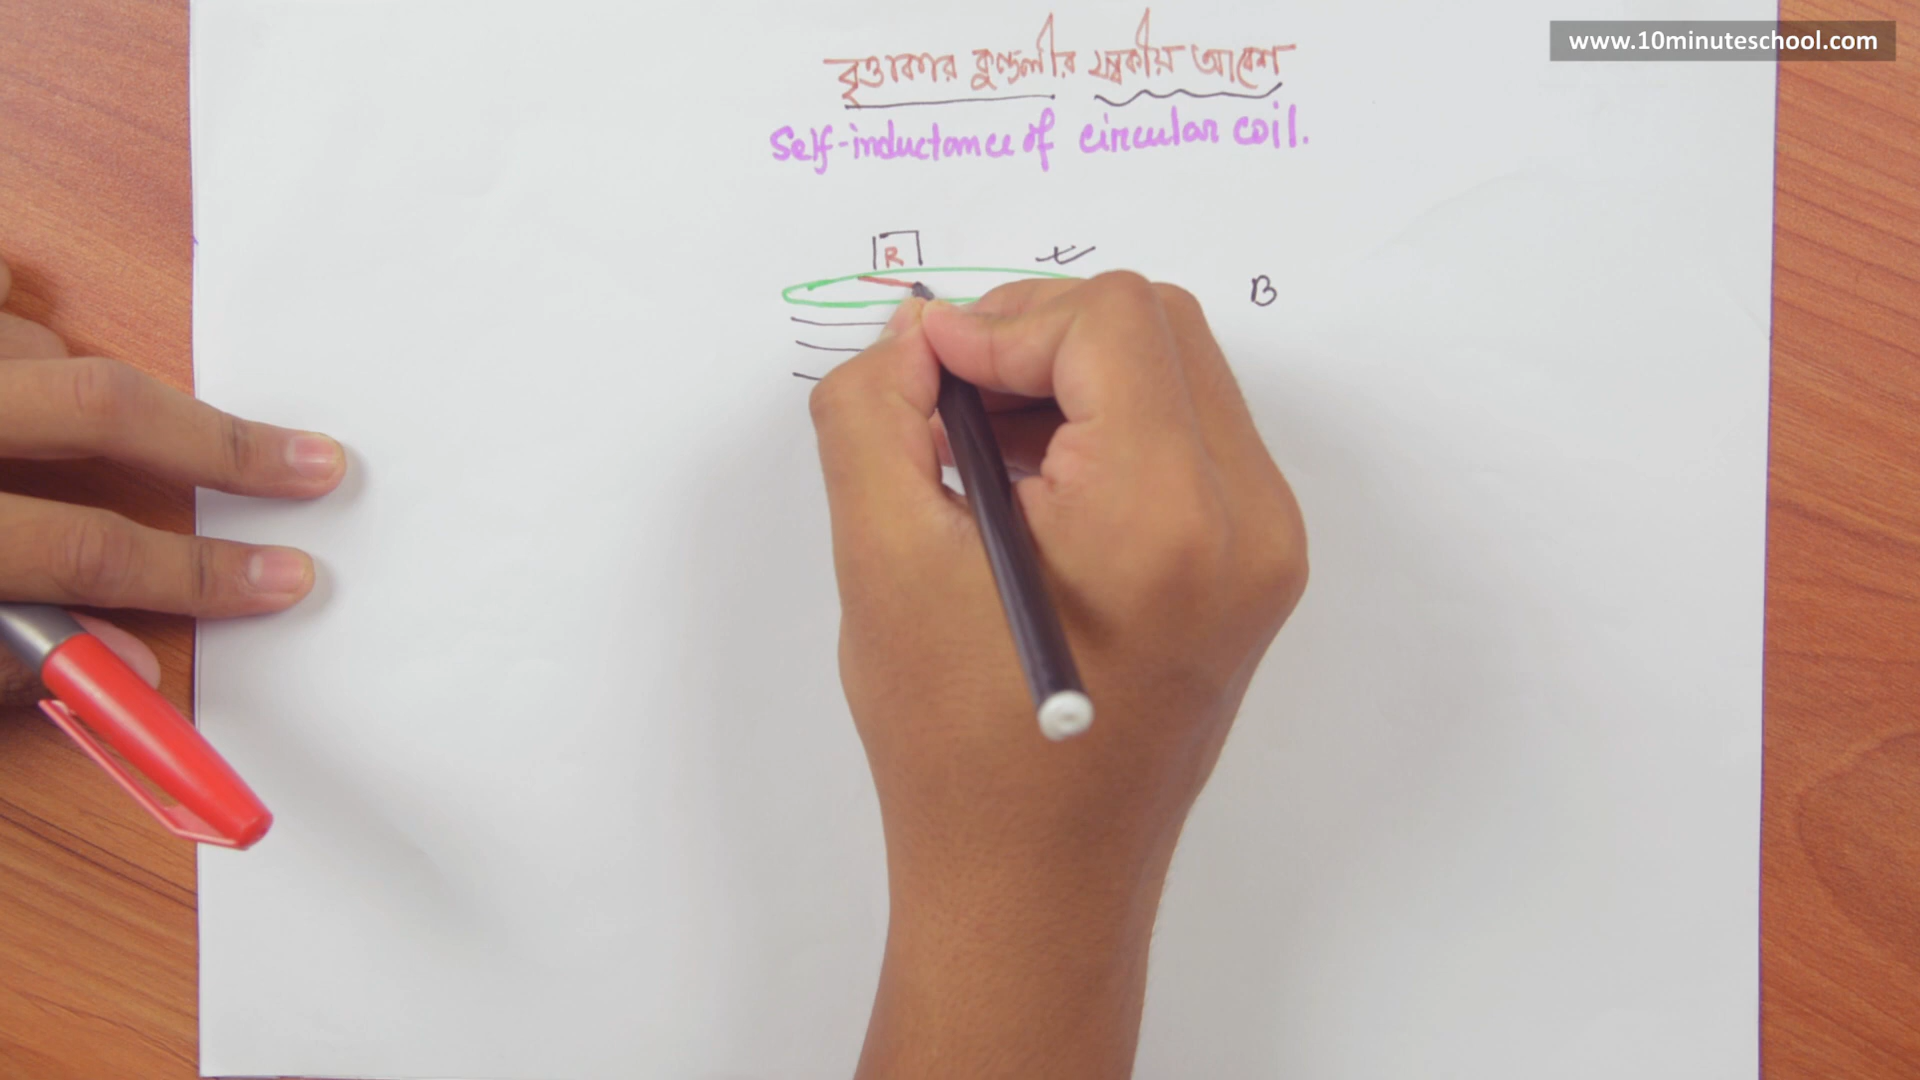 www.10minuteschool.com
বৃত্তাকার কুণ্ডলীর স্বকীয় আবেশ
Self-inductance of circular coil.
R
B